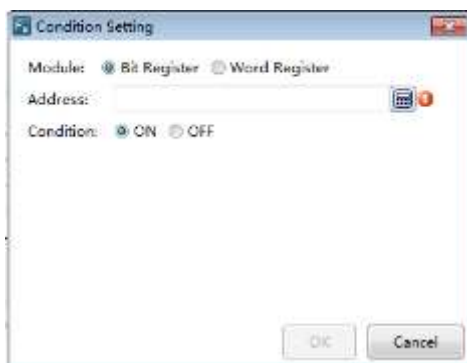 Condition Setting
Module: Bit Register Word Register
Address:
Condition: ON OFF
OK Cancel